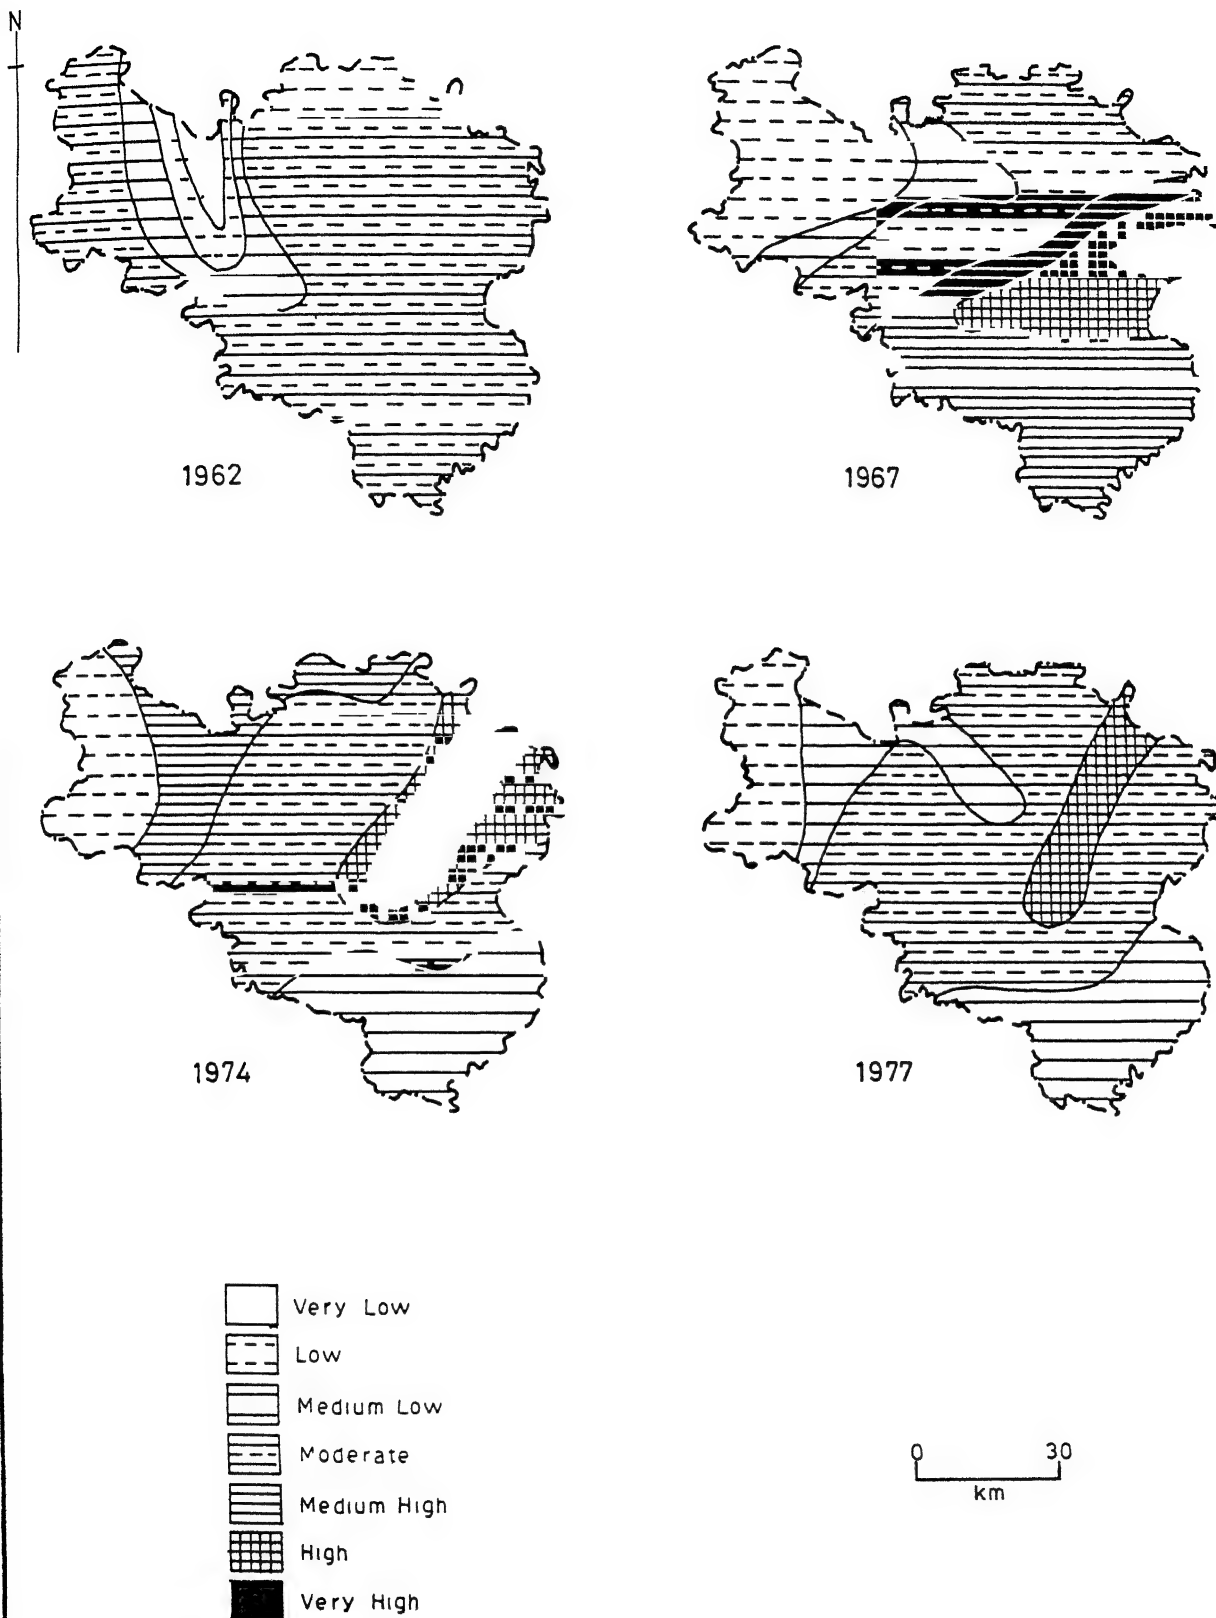 N
1962
1967
1974
1977
Very Low
Low
Medium Low
Moderate
Medium High
High
Very High
0 30
km